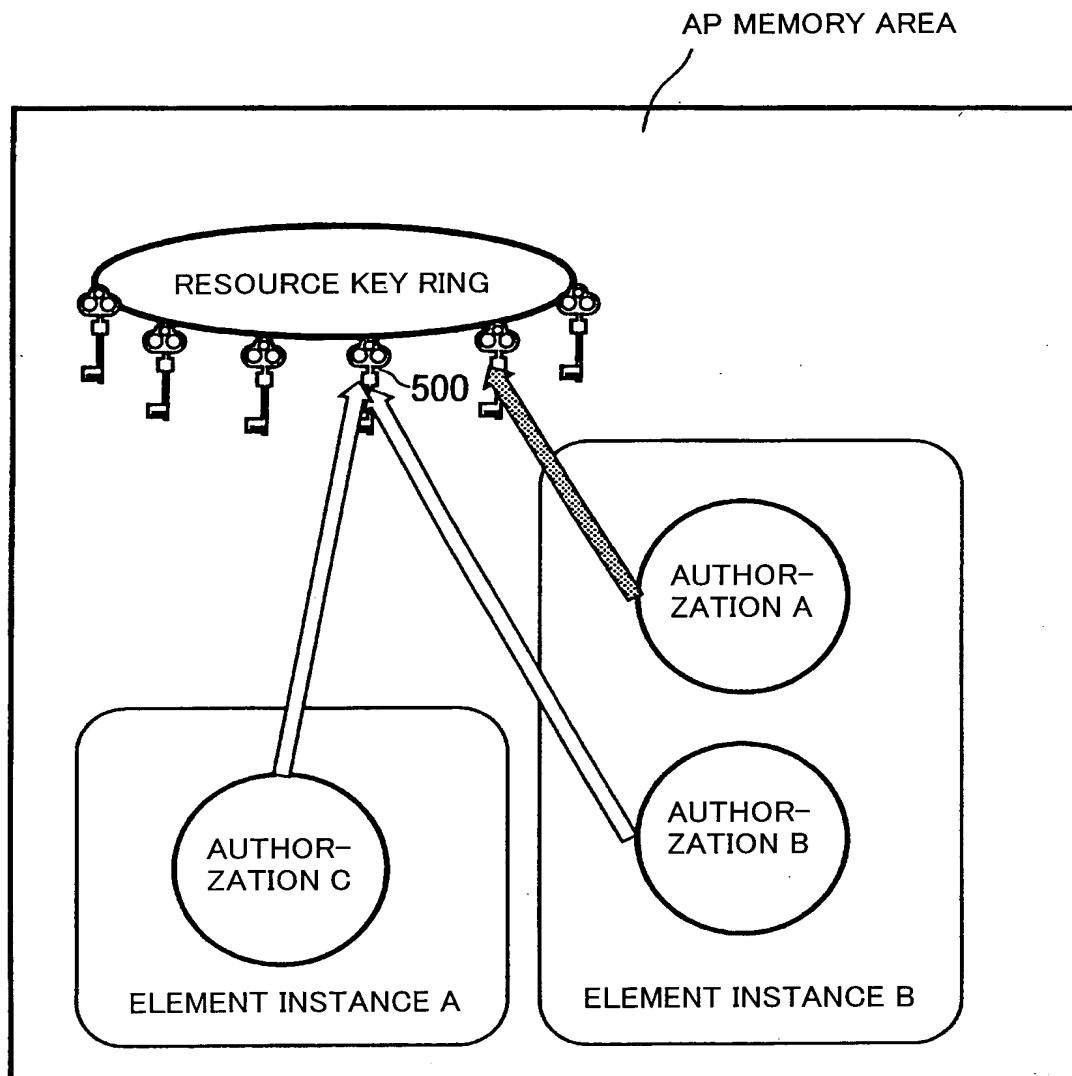 AP MEMORY AREA
RESOURCE KEY RING
500
AUTHOR-
ZATION A
AUTHOR-
ZATION B
AUTHOR-
ZATION C
ELEMENT INSTANCE A
ELEMENT INSTANCE B